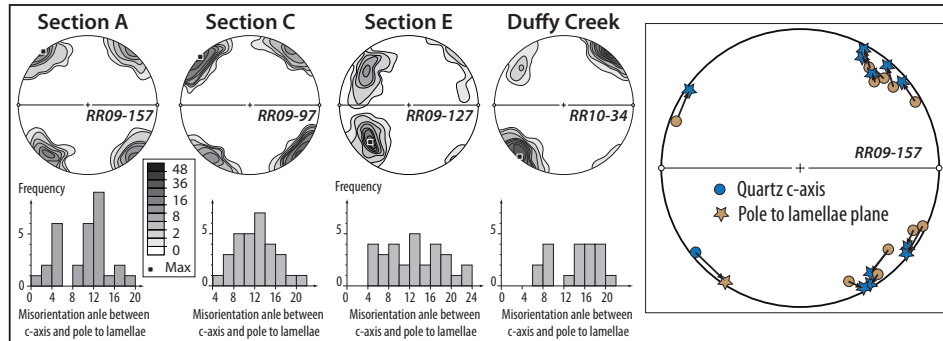 Section A
Section C
Section E
Duffy Creek
RR09-157
RR09-97
RR09-127
RR10-34
RR09-157
Quartz c-axis
Pole to lamellae plane
48
36
16
8
2
0
Max
Frequency
5
0
0 4 8 12 16 20
Misorientation anle between
c-axis and pole to lamellae
5
0
4 8 12 16 20
Misorientation anle between
c-axis and pole to lamellae
Frequency
5
0
0 4 8 12 16 20 24
Misorientation anle between
c-axis and pole to lamellae
5
0
0 4 8 12 16 20
Misorientation anle between
c-axis and pole to lamellae